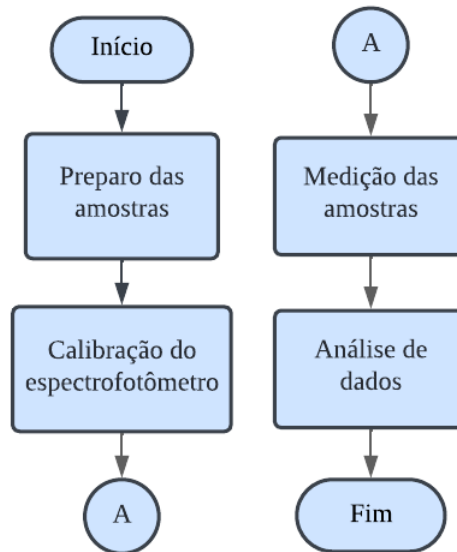 Início
Preparo das
amostras
Calibração do
espectrofotômetro
A
A
Medição das
amostras
Análise de
dados
Fim